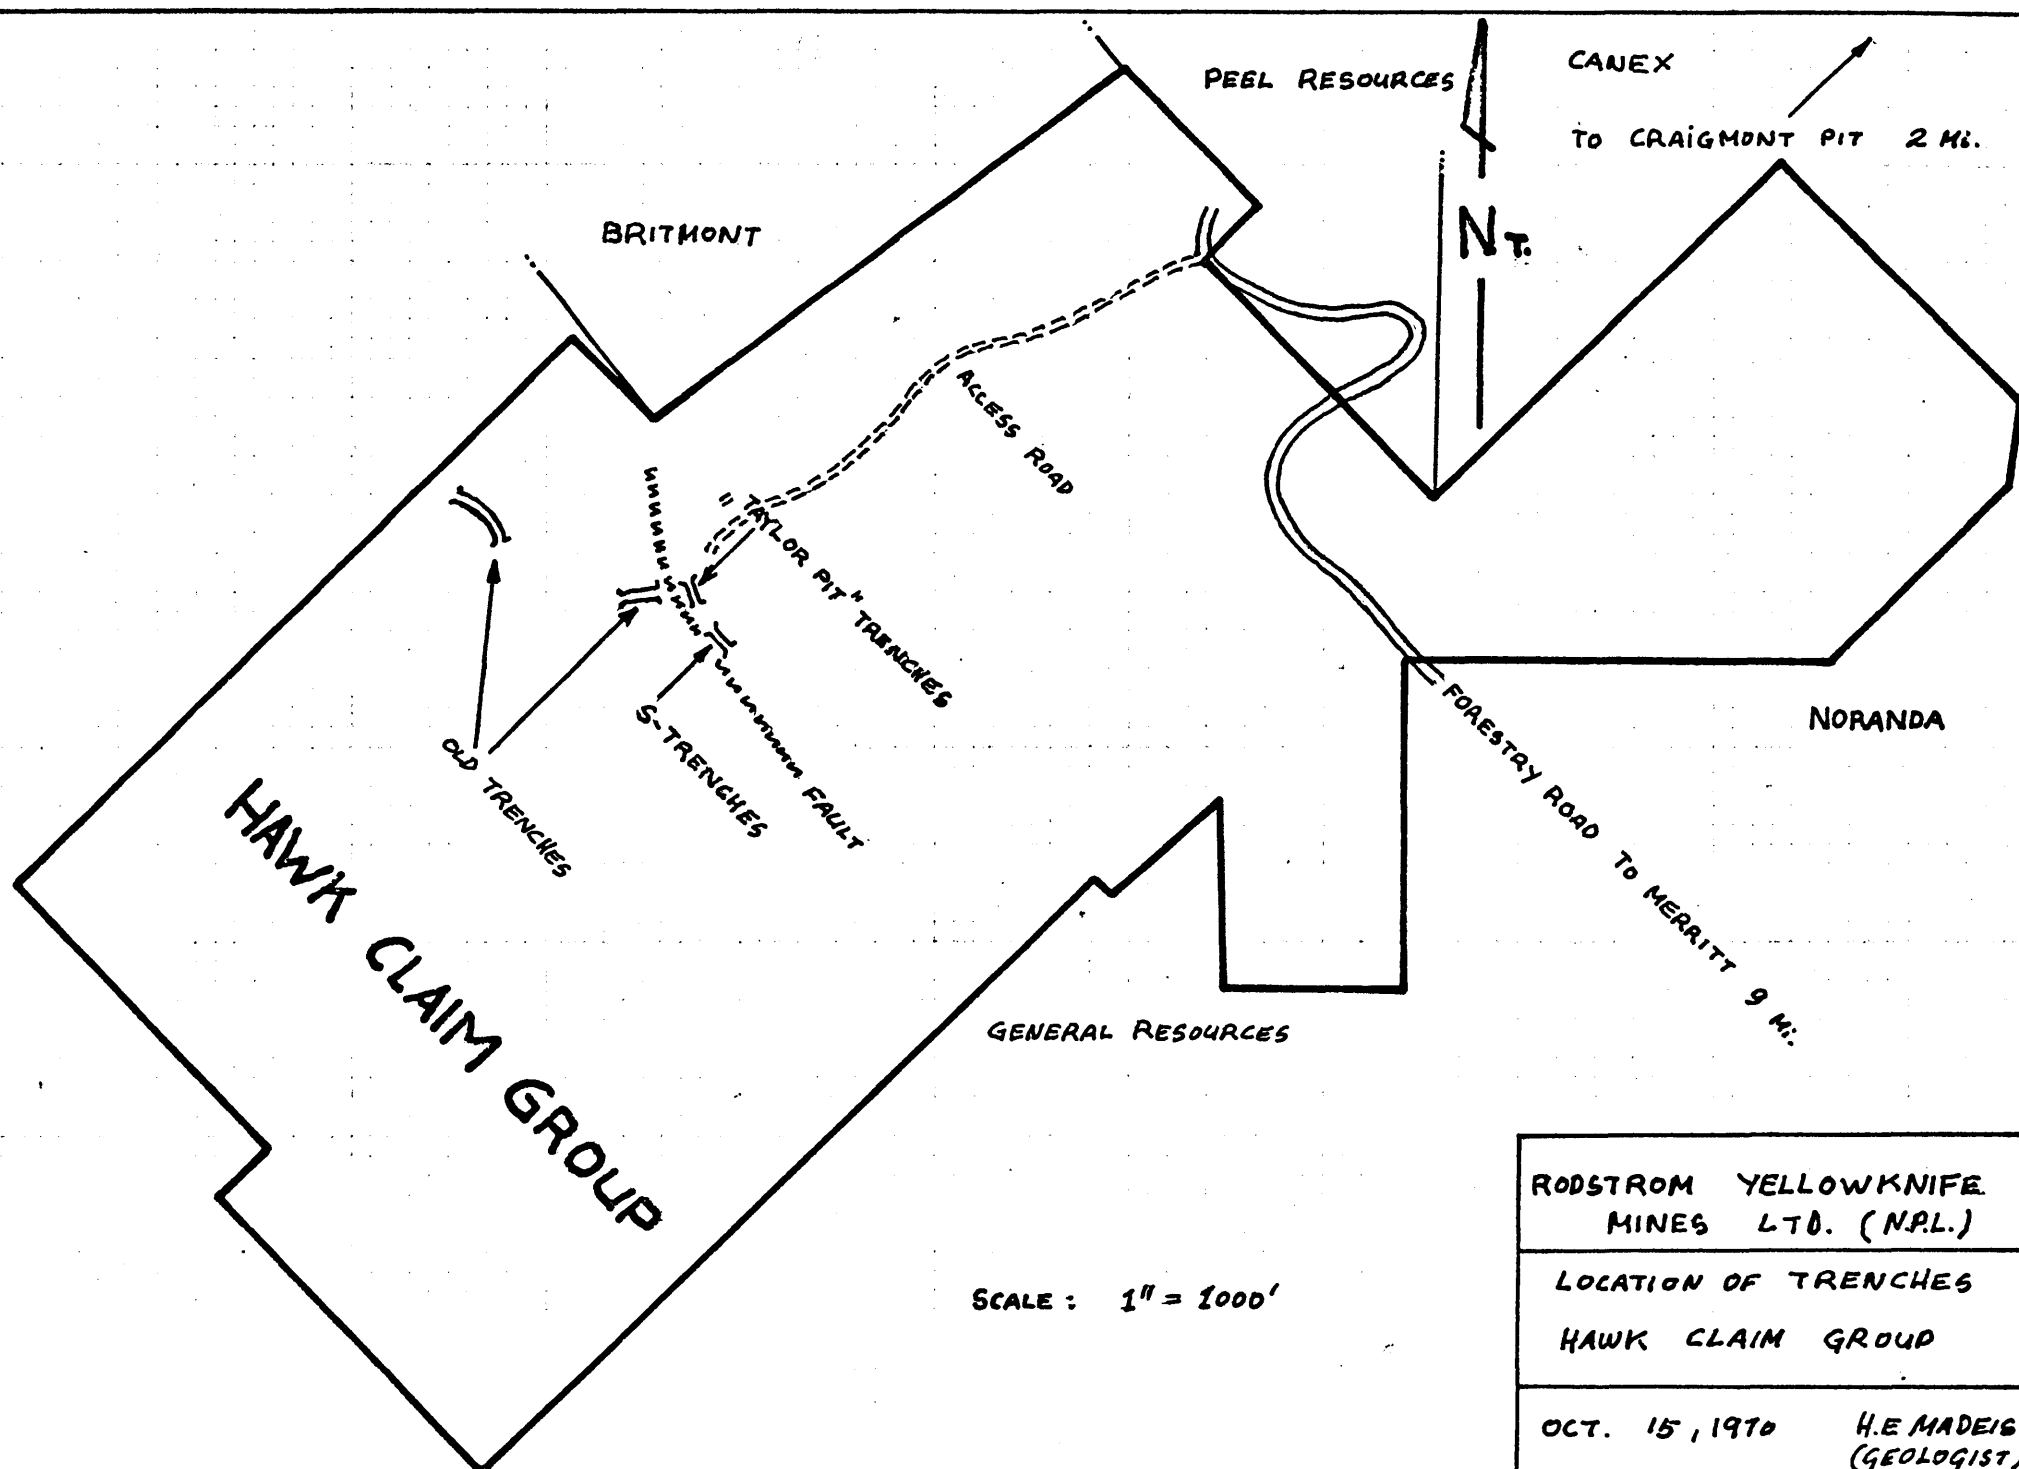 PEEL RESOURCES
CANEX
TO CRAIGMONT PIT 2 Mi.
N T.
BRITMONT
ACCESS ROAD
"TAYLOR PIT" TRENCHES
S-TRENCHES
FAULT
OLD TRENCHES
NORANDA
FORESTRY ROAD TO MERRITT 9 Mi.
HAWK CLAIM GROUP
GENERAL RESOURCES
SCALE: 1" = 1000'
RODSTROM YELLOWKNIFE
MINES LTD. (N.P.L.)
LOCATION OF TRENCHES
HAWK CLAIM GROUP
OCT. 15, 1970 H.E MADEIS
(GEOLOGIST)